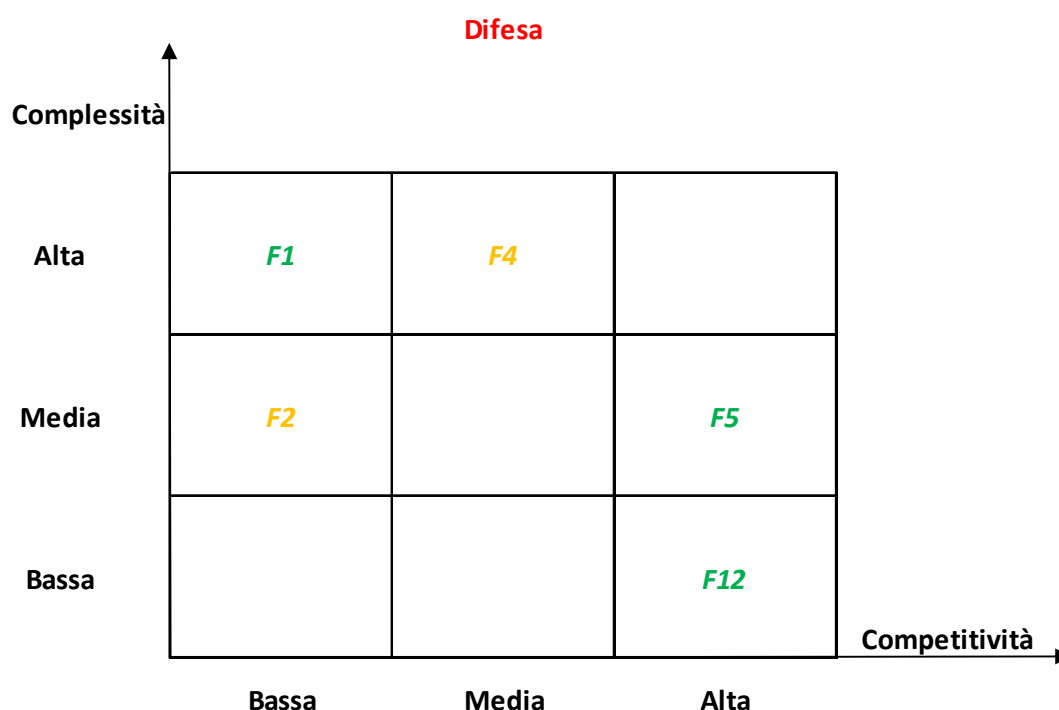 Difesa
Complessità
Alta F1 F4
Media F2 F5
Bassa F12
Competitività
Bassa Media Alta